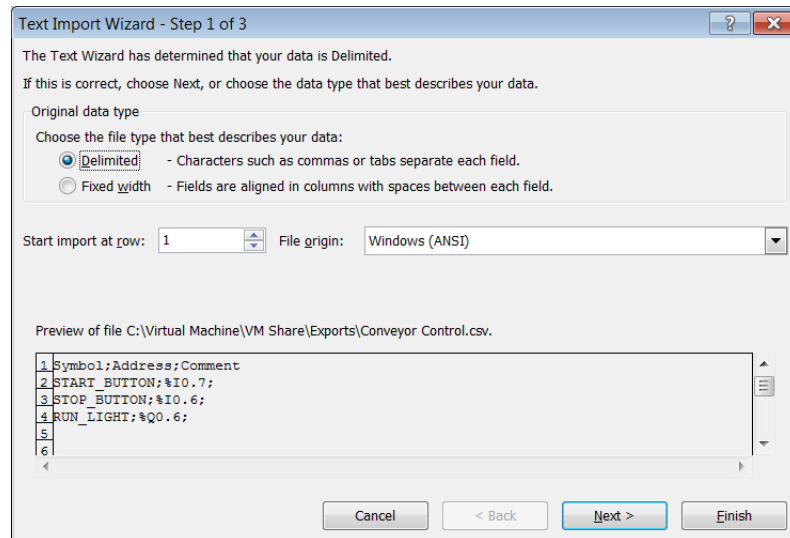 Text Import Wizard - Step 1 of 3
The Text Wizard has determined that your data is Delimited.
If this is correct, choose Next, or choose the data type that best describes your data.
Original data type
Choose the file type that best describes your data:
Delimited - Characters such as commas or tabs separate each field.
Fixed width - Fields are aligned in columns with spaces between each field.
Start import at row: 1 File origin: Windows (ANSI)
Preview of file C:\Virtual Machine\VM Share\Exports\Conveyor Control.csv.
1 Symbol;Address;Comment
2 START_BUTTON;%I0.7;
3 STOP_BUTTON;%I0.6;
4 RUN_LIGHT;%Q0.6;
5
6
Cancel < Back Next > Finish